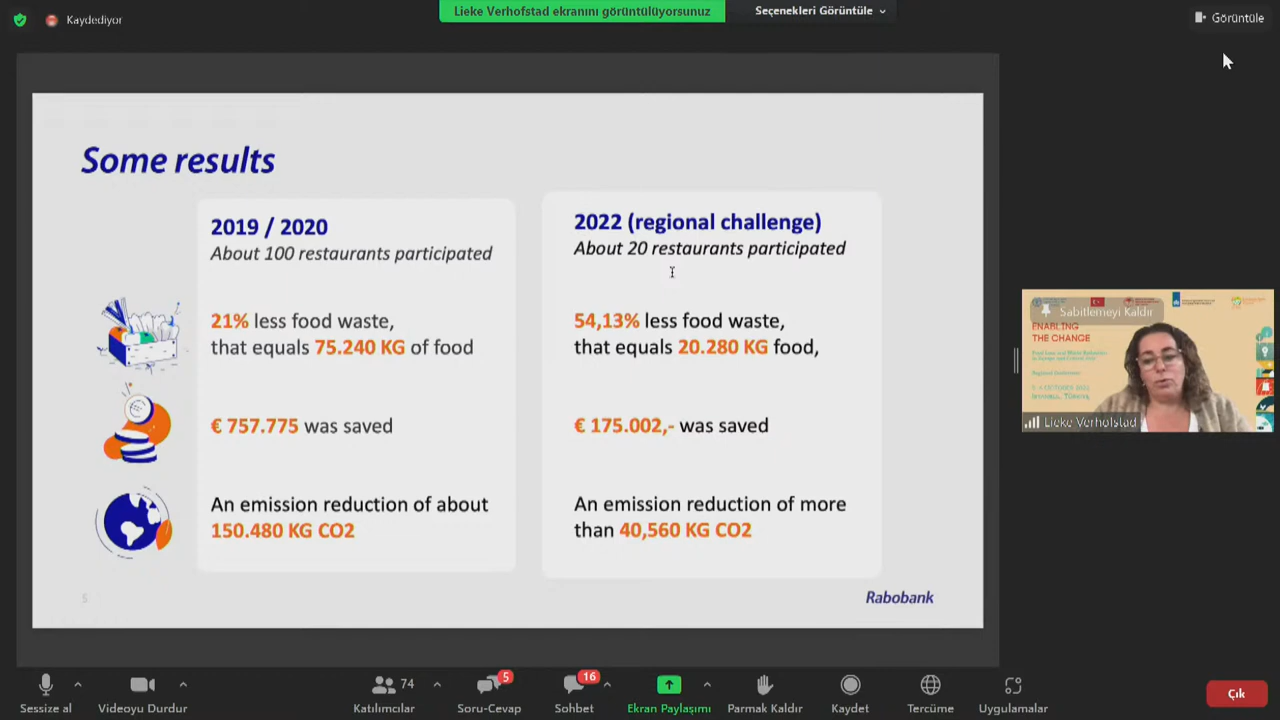 Kaydediyor
Lieke Verhofstad ekranını görüntülüyorsunuz
Seçenekleri Görüntüle
Görüntüle
Some results
2019 / 2020
About 100 restaurants participated
21% less food waste,
that equals 75.240 KG of food
€ 757.775 was saved
An emission reduction of about
150.480 KG CO2
2022 (regional challenge)
About 20 restaurants participated
54,13% less food waste,
that equals 20.280 KG food,
€ 175.002,- was saved
An emission reduction of more
than 40,560 KG CO2
5
Rabobank
Sabitlemeyi Kaldır
ENABLING
THE CHANGE
Lieke Verhofstad
Sessize al
Videoyu Durdur
74
Katılımcılar
5
Soru-Cevap
16
Sohbet
Ekran Paylaşımı
Parmak Kaldır
Kaydet
Tercüme
Uygulamalar
Çık